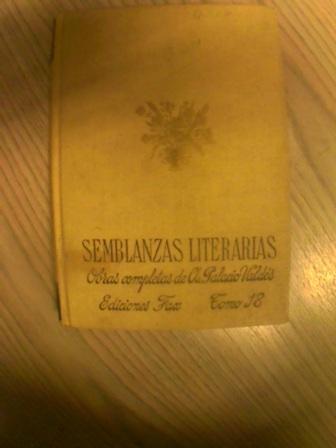 SEMBLANZAS LITERARIAS
Obras completas de A. Palacio Valdés
Ediciones Fax Tomo 18